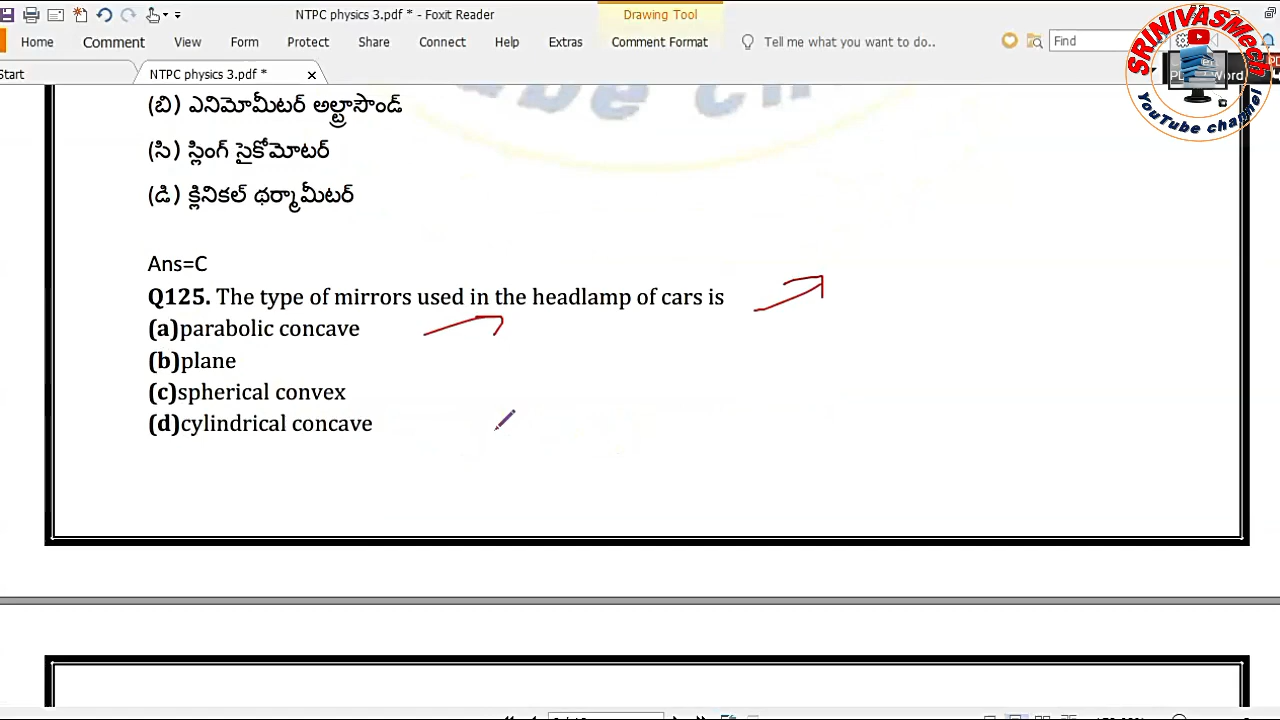 NTPC physics 3.pdf * - Foxit Reader
Drawing Tool
Home Comment View Form Protect Share Connect Help Extras Comment Format Tell me what you want to do.. Find
Start NTPC physics 3.pdf *
SRINIVASMech
YouTube channel
(బి) ఎనిమోమీటర్ అల్ట్రాసౌండ్
(సి) స్లింగ్ సైకోమోటర్
(డి) క్లినికల్ థర్మామీటర్
Ans=C
Q125. The type of mirrors used in the headlamp of cars is
(a)parabolic concave
(b)plane
(c)spherical convex
(d)cylindrical concave